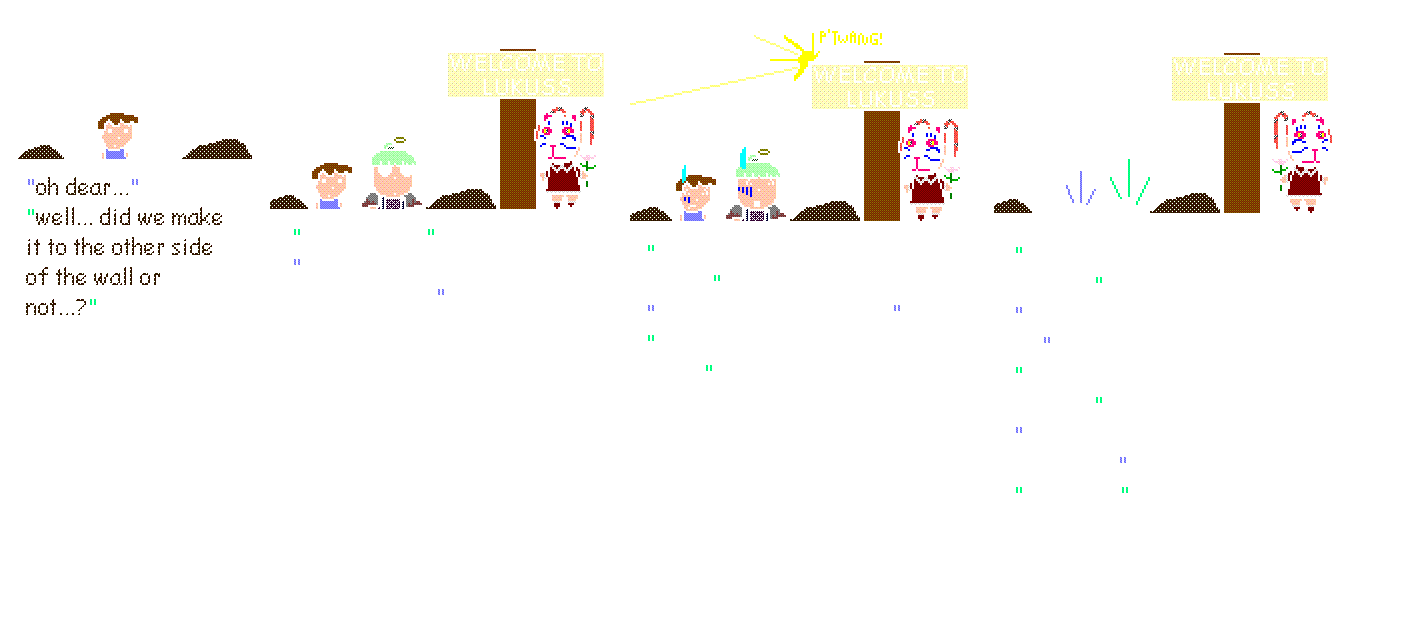 "oh dear..."
"well... did we make
it to the other side
of the wall or
not...?"
WELCOME TO
LUKUSS
P'TWANG!
WELCOME TO
LUKUSS
WELCOME TO
LUKUSS